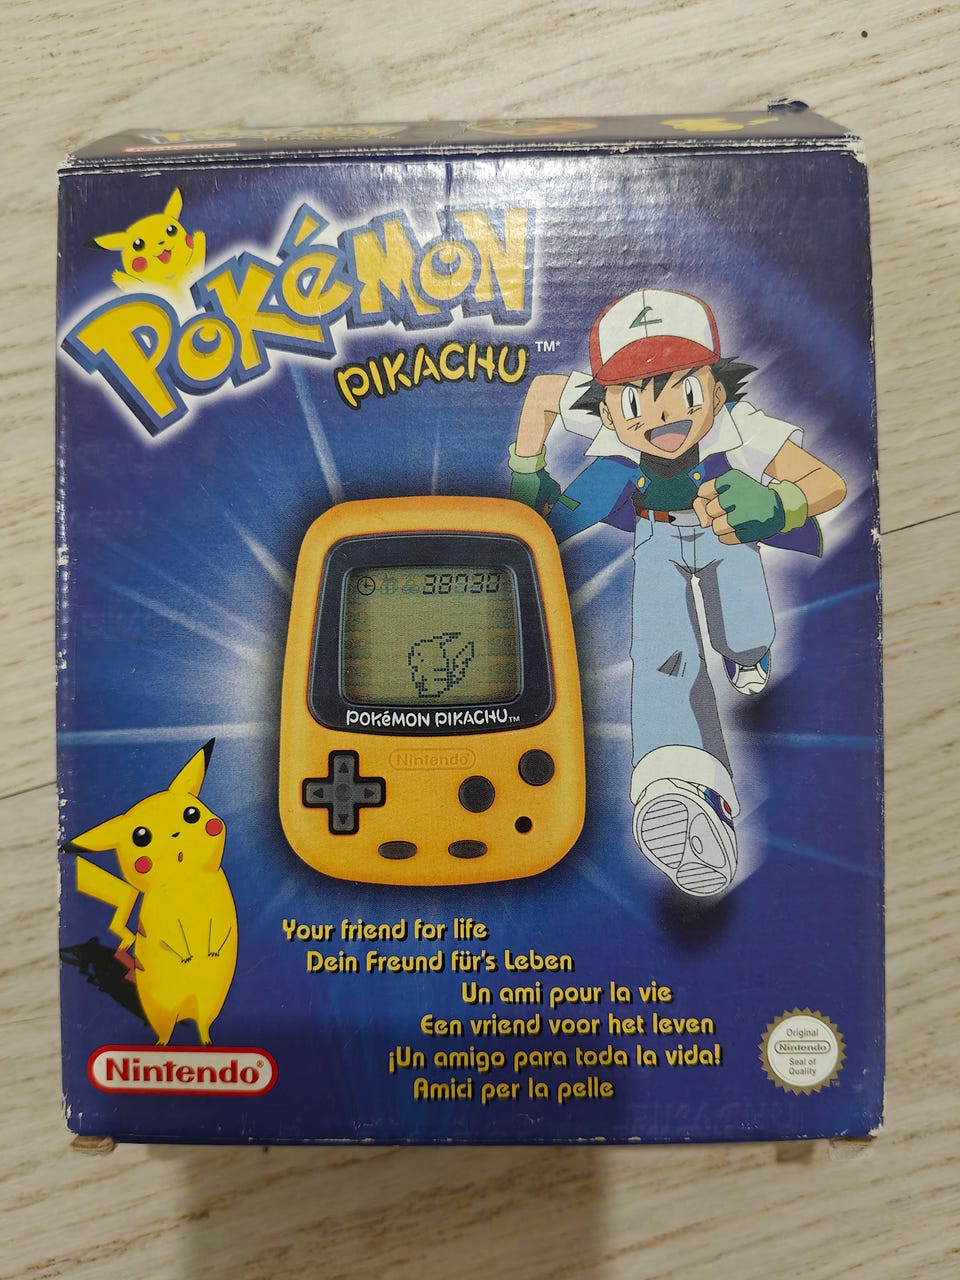 POKéMON
PIKACHU™*
38730
POKéMON PIKACHU™
Nintendo®
Your friend for life
Dein Freund für's Leben
Un ami pour la vie
Een vriend voor het leven
¡Un amigo para toda la vida!
Amici per la pelle
Nintendo®
Original
Nintendo
Seal of
Quality
™